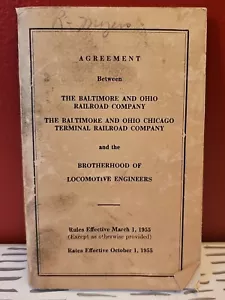 R - Myers
AGREEMENT
Between
THE BALTIMORE AND OHIO
RAILROAD COMPANY
THE BALTIMORE AND OHIO CHICAGO
TERMINAL RAILROAD COMPANY
and the
BROTHERHOOD OF
LOCOMOTIVE ENGINEERS
Rules Effective March 1, 1955
(Except as otherwise provided)
Rates Effective October 1, 1955